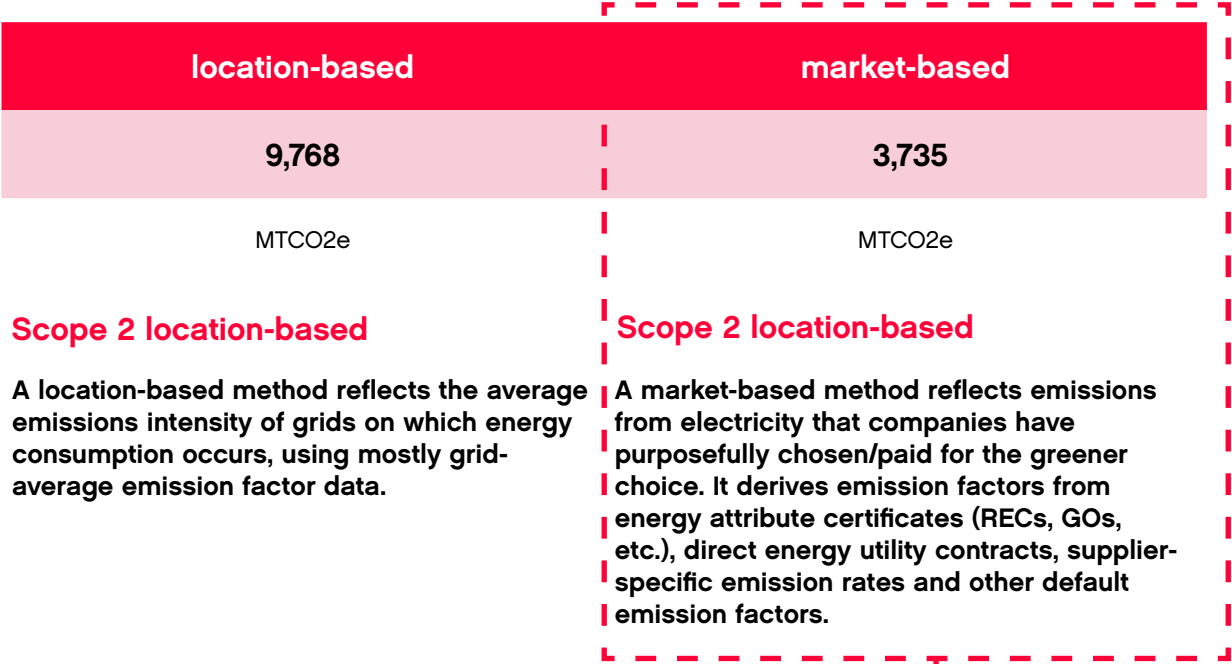 location-based
market-based
9,768
3,735
MTCO2e
MTCO2e
Scope 2 location-based
A location-based method reflects the average
emissions intensity of grids on which energy
consumption occurs, using mostly grid-
average emission factor data.
Scope 2 location-based
A market-based method reflects emissions
from electricity that companies have
purposefully chosen/paid for the greener
choice. It derives emission factors from
energy attribute certificates (RECs, GOs,
etc.), direct energy utility contracts, supplier-
specific emission rates and other default
emission factors.